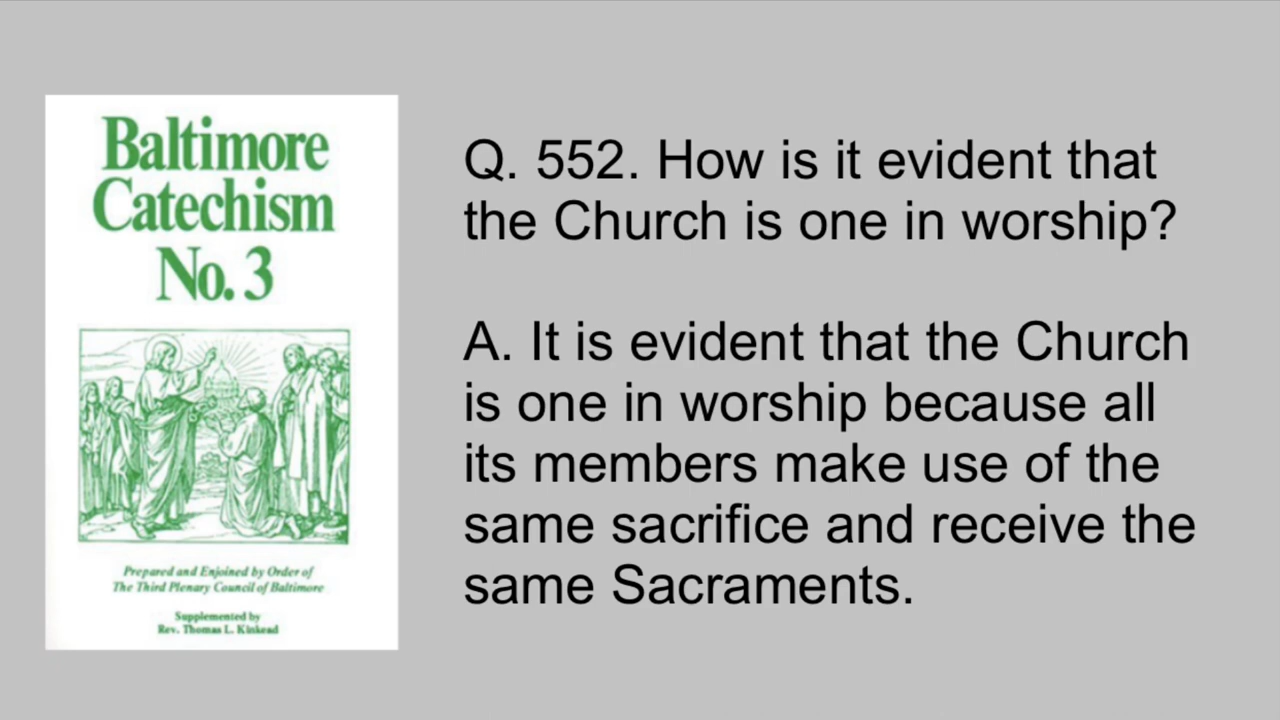 Baltimore
Catechism
No. 3
Prepared and Enjoined by Order of
The Third Plenary Council of Baltimore
Supplemented by
Rev. Thomas L. Kinkead
Q. 552. How is it evident that
the Church is one in worship?
A. It is evident that the Church
is one in worship because all
its members make use of the
same sacrifice and receive the
same Sacraments.